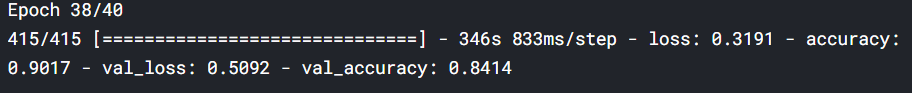 Epoch 38/40
415/415 [==============================] - 346s 833ms/step - loss: 0.3191 - accuracy:
0.9017 - val_loss: 0.5092 - val_accuracy: 0.8414